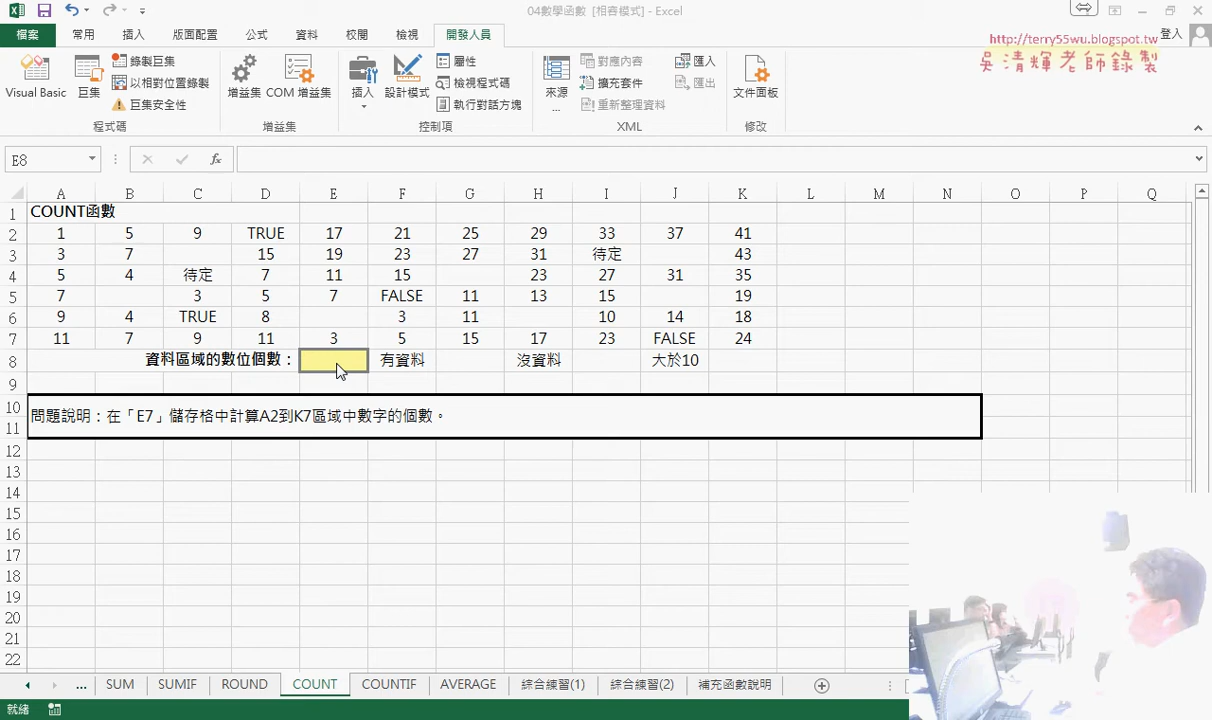 04數學函數 [相容模式] - Excel
http://terry55wu.blogspot.tw
登入
吳清輝老師錄製
檔案 常用 插入 版面配置 公式 資料 校閱 檢視 開發人員
Visual Basic 巨集 錄製巨集 以相對位置錄製 巨集安全性
程式碼
增益集 COM 增益集
增益集
插入 設計模式 屬性 檢視程式碼 執行對話方塊
控制項
來源 ... 對應內容 擴充套件 重新整理資料 匯入 匯出
XML
文件面板
修改
E8 fx
A B C D E F G H I J K L M N O P Q
1 COUNT函數
2 1 5 9 TRUE 17 21 25 29 33 37 41
3 3 7 15 19 23 27 31 待定 43
4 5 4 待定 7 11 15 23 27 31 35
5 7 3 5 7 FALSE 11 13 15 19
6 9 4 TRUE 8 3 11 10 14 18
7 11 7 9 11 3 5 15 17 23 FALSE 24
8 資料區域的數位個數： 有資料 沒資料 大於10
9
10
問題說明：在「E7」儲存格中計算A2到K7區域中數字的個數。
11
12
13
14
15
16
17
18
19
20
21
22
... SUM SUMIF ROUND COUNT COUNTIF AVERAGE 綜合練習(1) 綜合練習(2) 補充函數說明
就緒